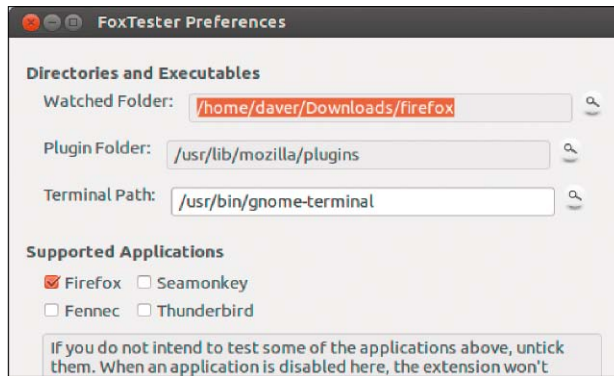 FoxTester Preferences
Directories and Executables
Watched Folder: /home/daver/Downloads/firefox
Plugin Folder: /usr/lib/mozilla/plugins
Terminal Path: /usr/bin/gnome-terminal
Supported Applications
Firefox Seamonkey
Fennec Thunderbird
If you do not intend to test some of the applications above, untick
them. When an application is disabled here, the extension won't